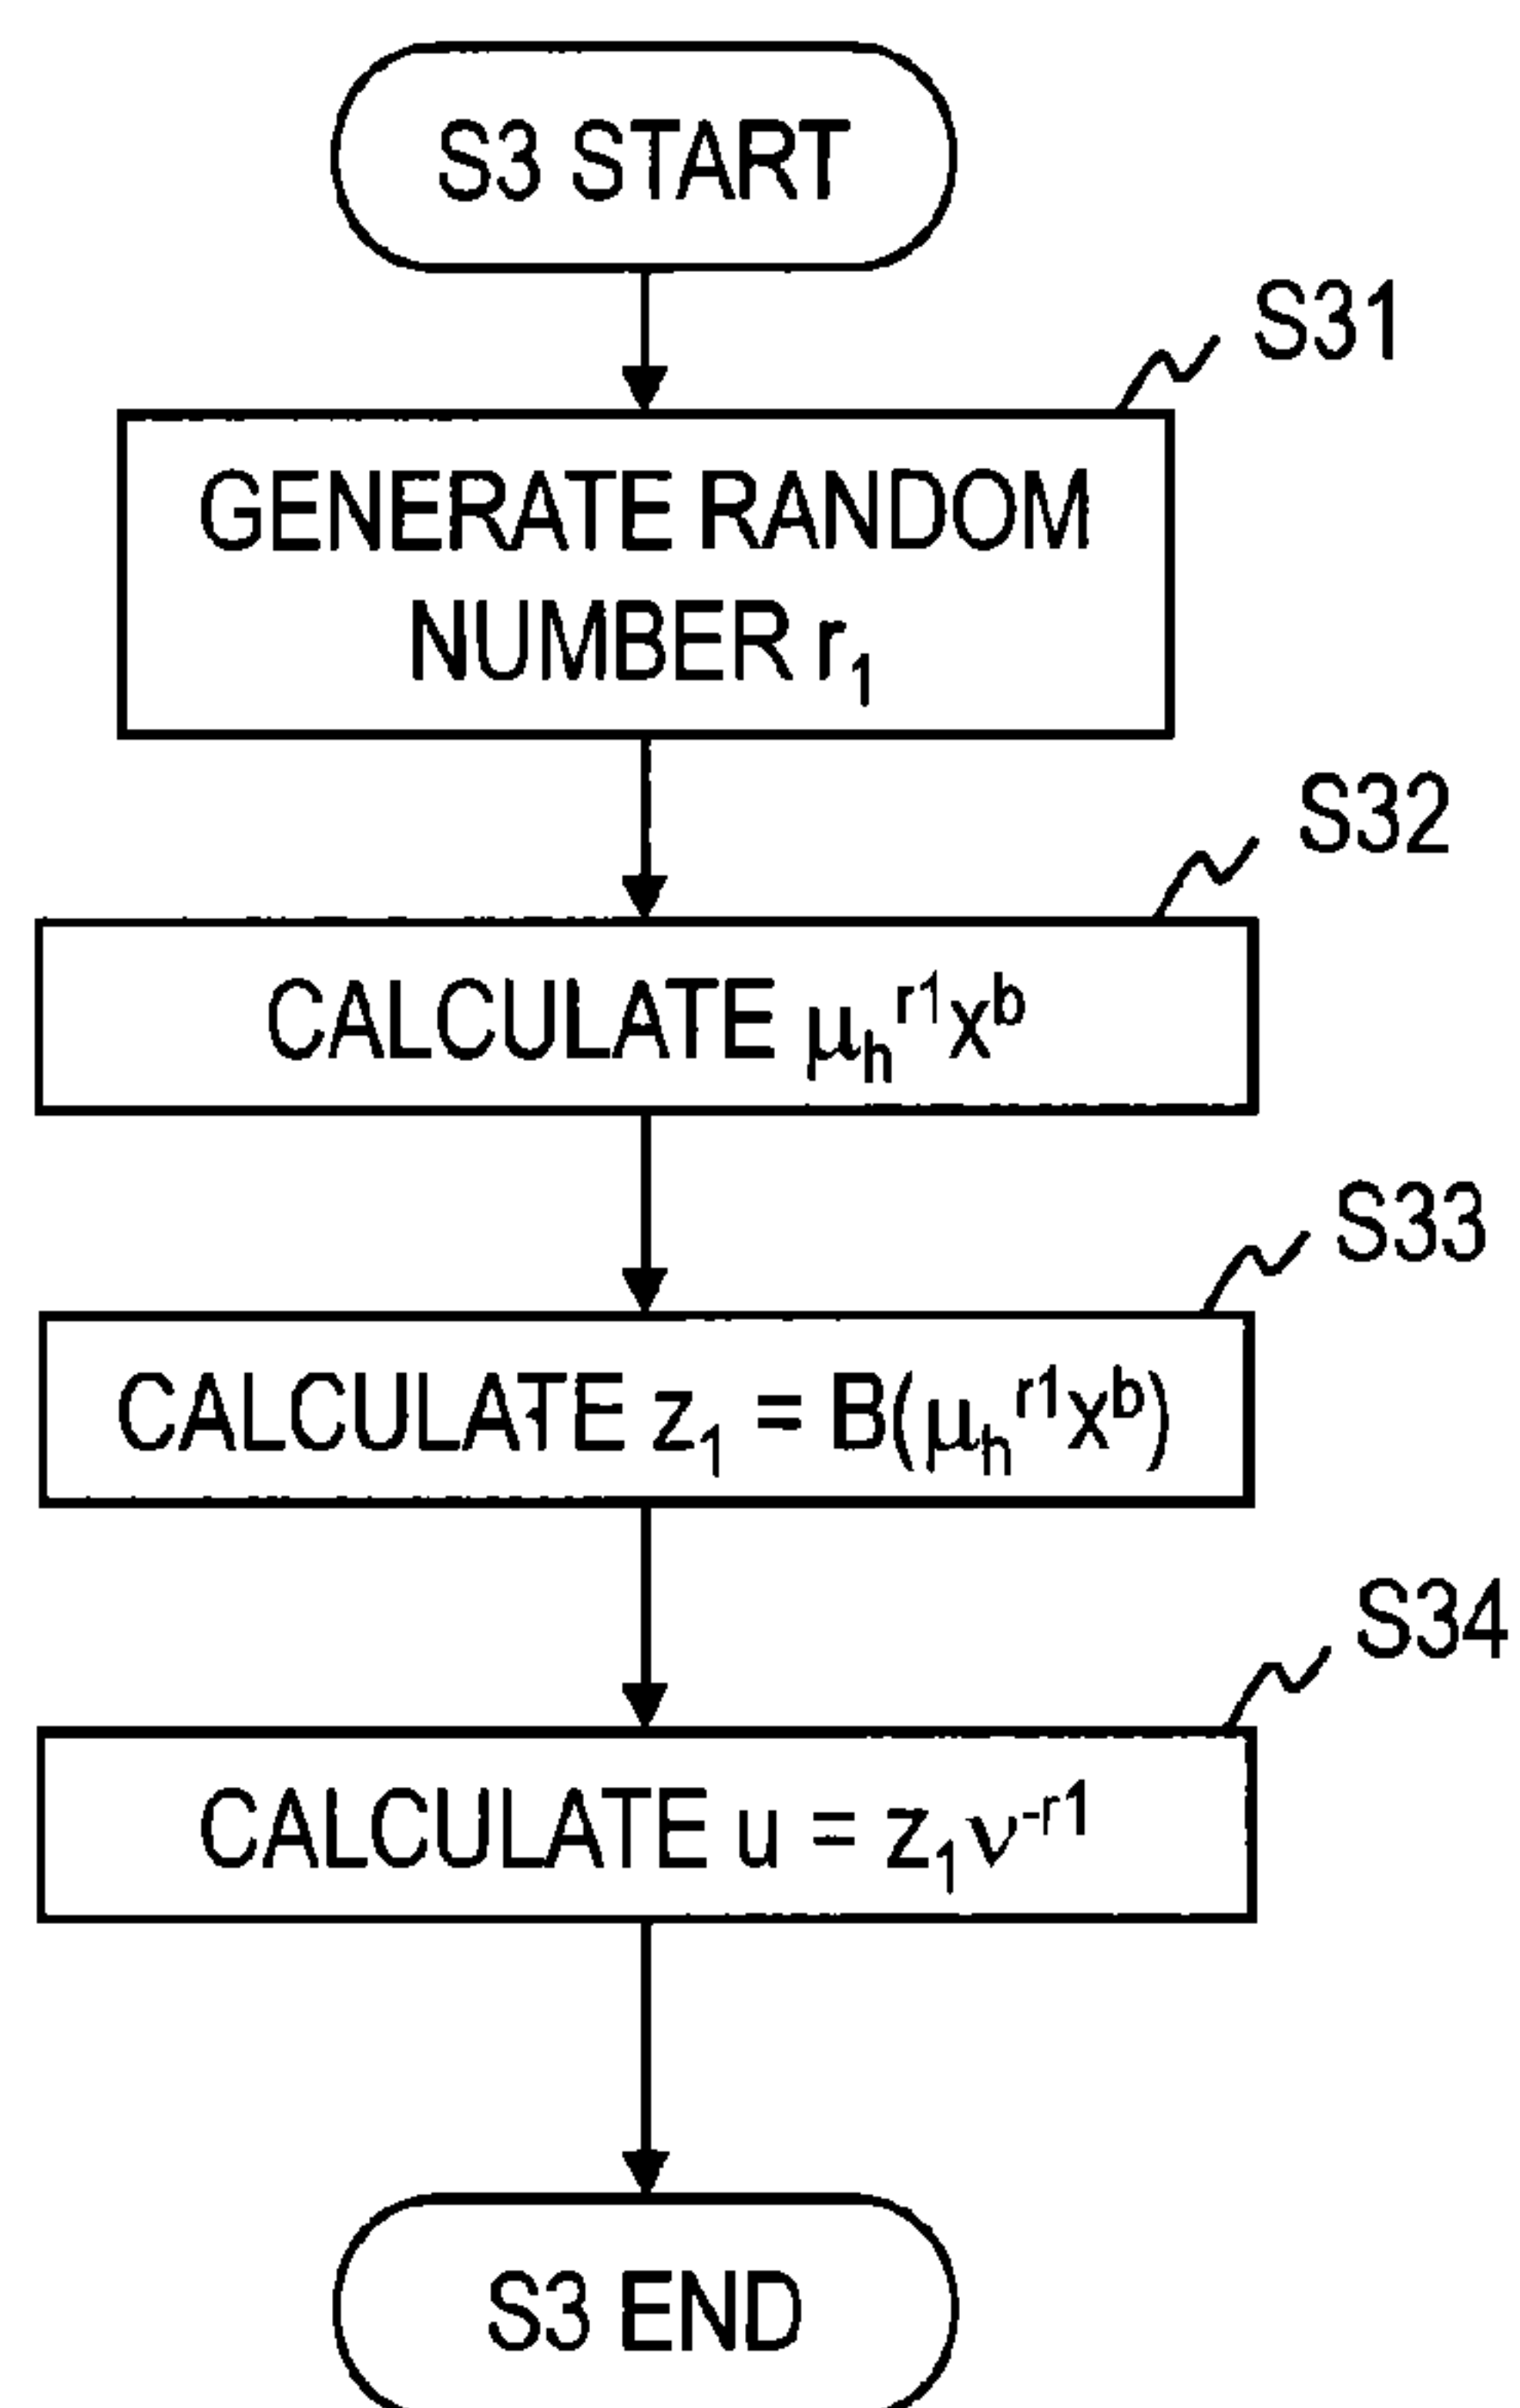 S3 START
S31
GENERATE RANDOM
NUMBER r₁
S32
CALCULATE μₕʳ¹xᵇ
S33
CALCULATE z₁ = B(μₕʳ¹xᵇ)
S34
CALCULATE u = z₁ν⁻ʳ¹
S3 END